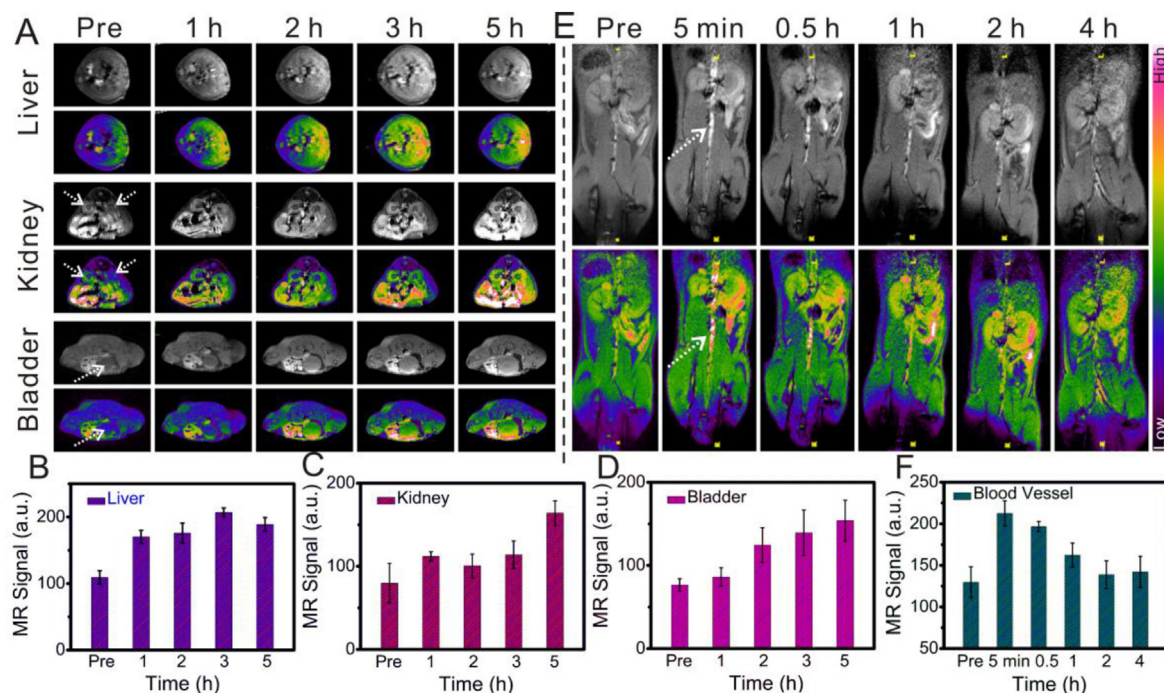 A Pre 1 h 2 h 3 h 5 h
Liver
Kidney
Bladder
E Pre 5 min 0.5 h 1 h 2 h 4 h
High
Low
B
Liver
MR Signal (a.u.)
200
100
0
Pre 1 2 3 5
Time (h)
C
Kidney
MR Signal (a.u.)
200
100
0
Pre 1 2 3 5
Time (h)
D
Bladder
MR Signal (a.u.)
200
100
0
Pre 1 2 3 5
Time (h)
F
Blood Vessel
MR Signal (a.u.)
250
200
150
100
50
Pre 5 min 0.5 1 2 4
Time (h)